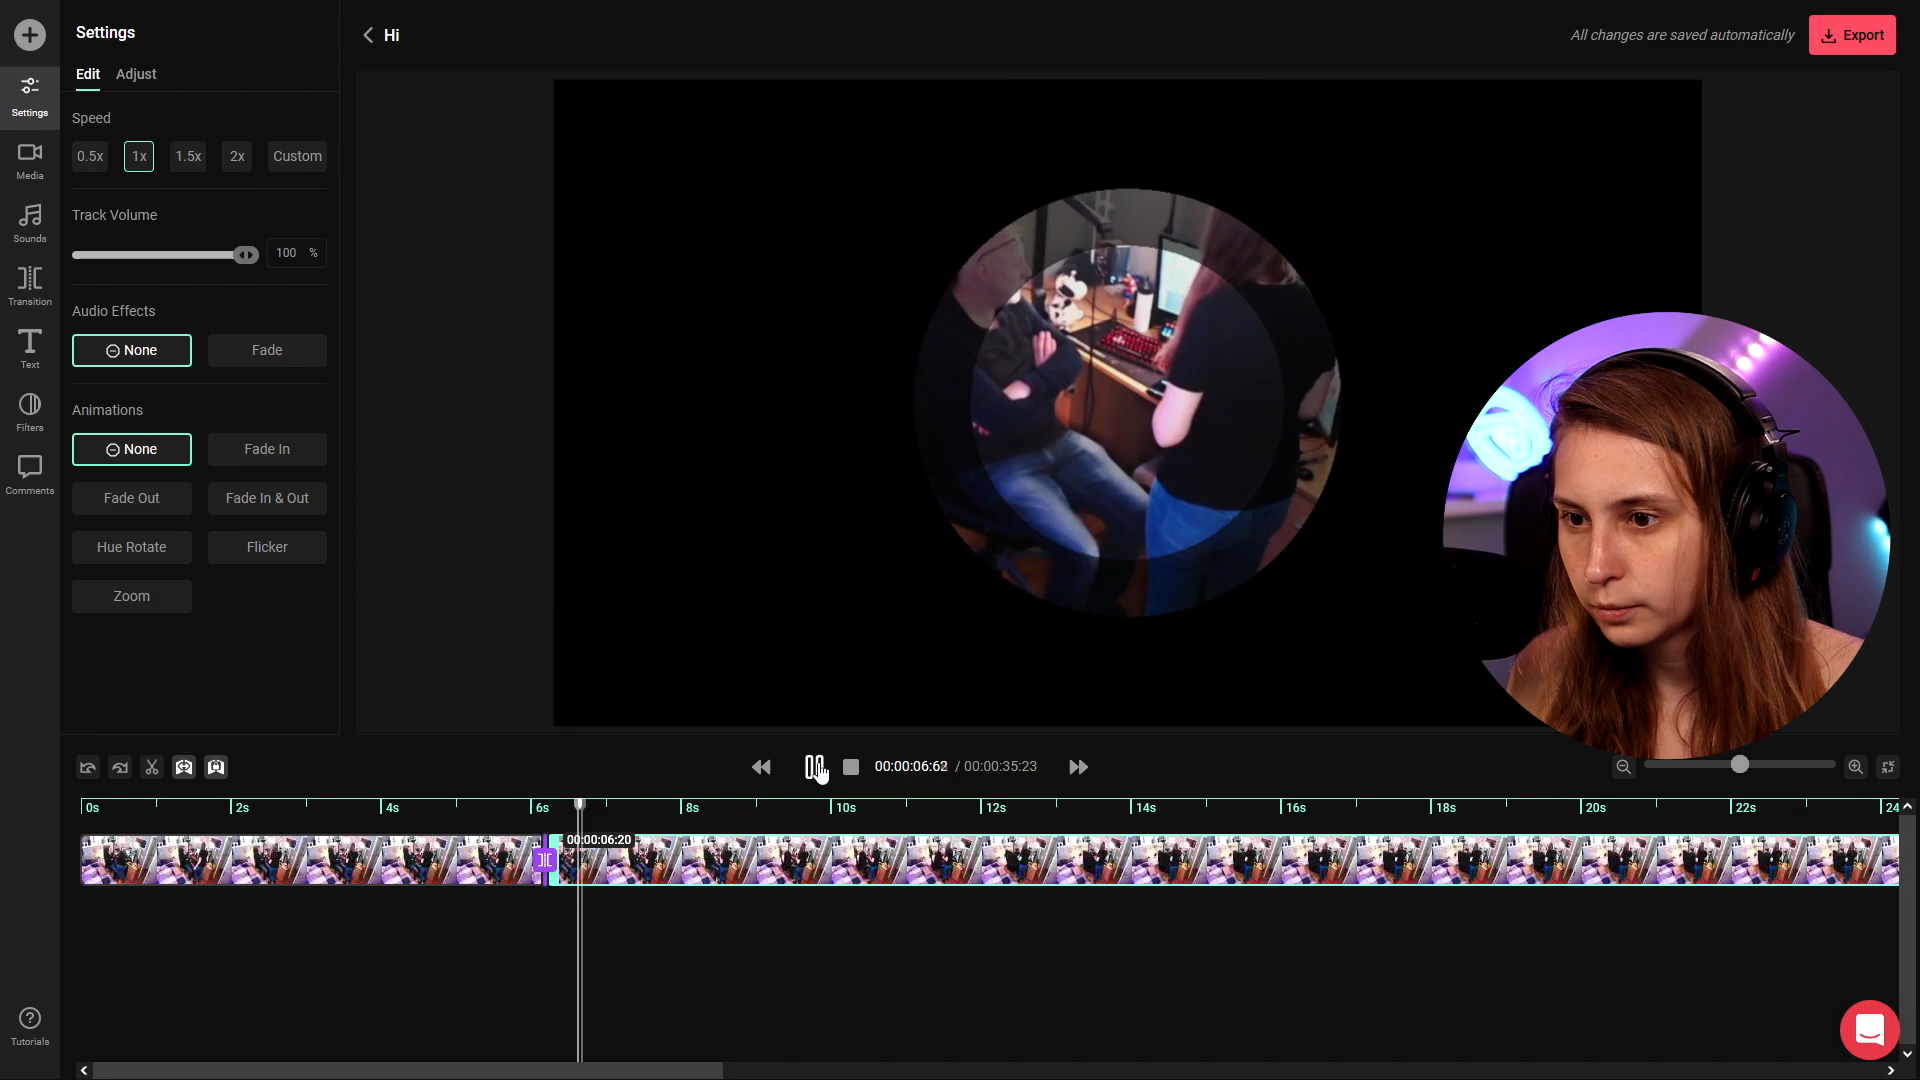 Settings
Media
Sounds
Transition
Text
Filters
Comments
Tutorials
Settings
Edit Adjust
Speed
0.5x 1x 1.5x 2x Custom
Track Volume
100 %
Audio Effects
None Fade
Animations
None Fade In
Fade Out Fade In & Out
Hue Rotate Flicker
Zoom
Hi
All changes are saved automatically
Export
00:00:06:62 / 00:00:35:23
0s 2s 4s 6s 8s 10s 12s 14s 16s 18s 20s 22s 24
00:00:06:20